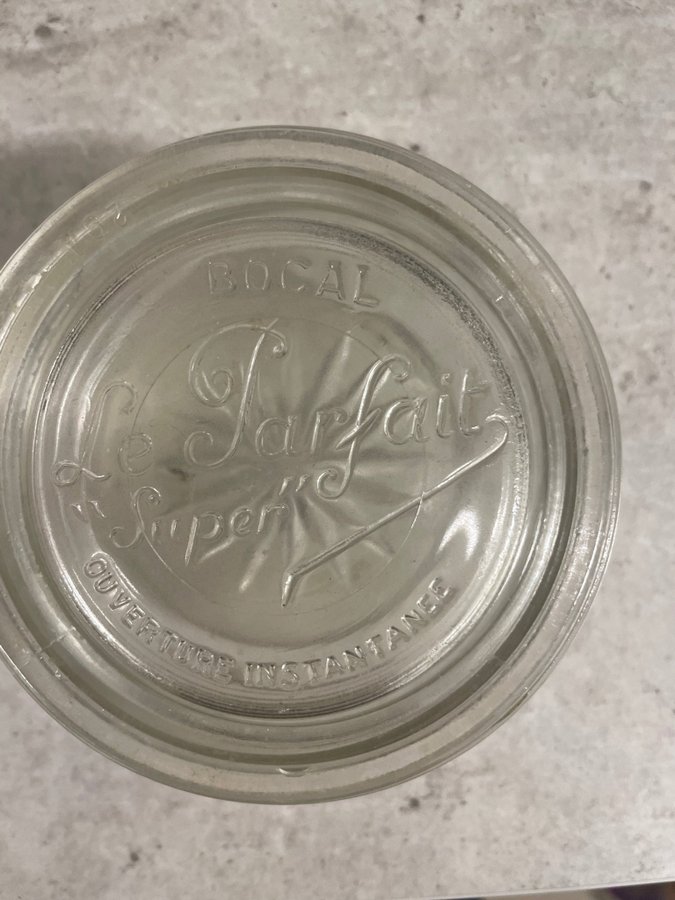 BOCAL
Le Parfait
"Super"
OUVERTURE INSTANTANEE